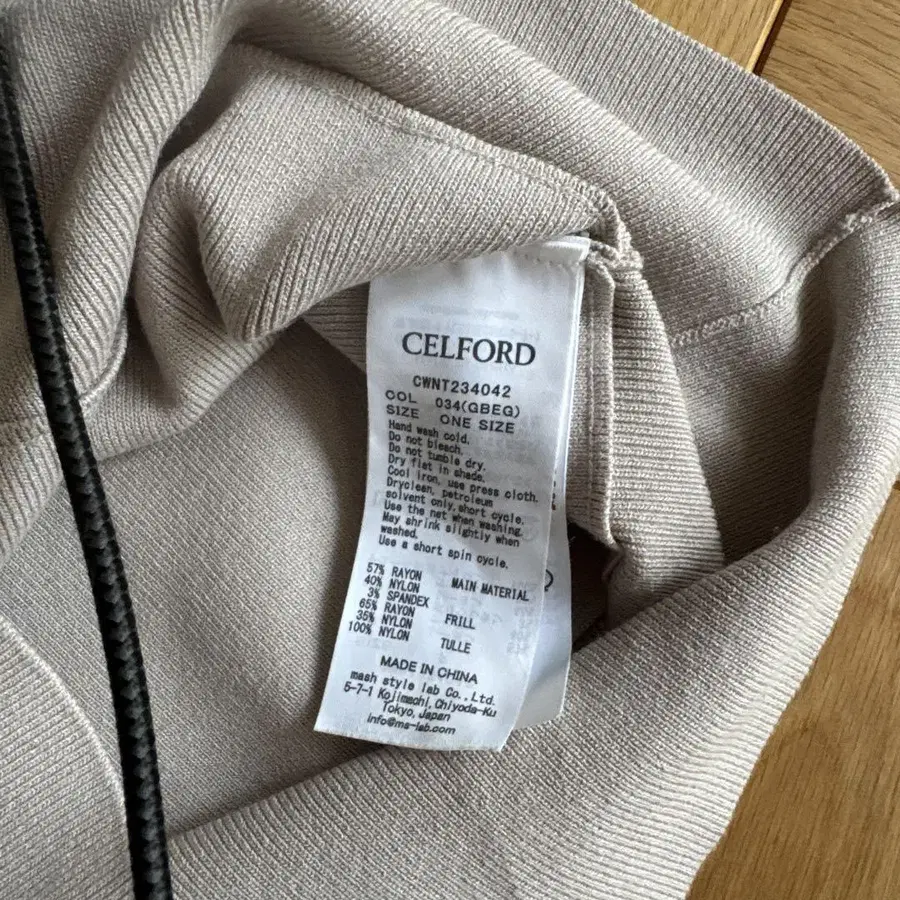 CELFORD
CWNT234042
COL 034(GBEG)
SIZE ONE SIZE
Hand wash cold.
Do not bleach.
Do not tumble dry.
Dry flat in shade.
Cool iron, use press cloth.
Dryclean, petroleum
solvent only, short cycle.
Use the net when washing.
May shrink slightly when
washed.
Use a short spin cycle.
57% RAYON MAIN MATERIAL
40% NYLON
3% SPANDEX
65% RAYON FRILL
35% NYLON
100% NYLON TULLE
MADE IN CHINA
mash style lab Co., Ltd.
5-7-1 Kojimachi, Chiyoda-Ku
Tokyo, Japan
info@ms-lab.com